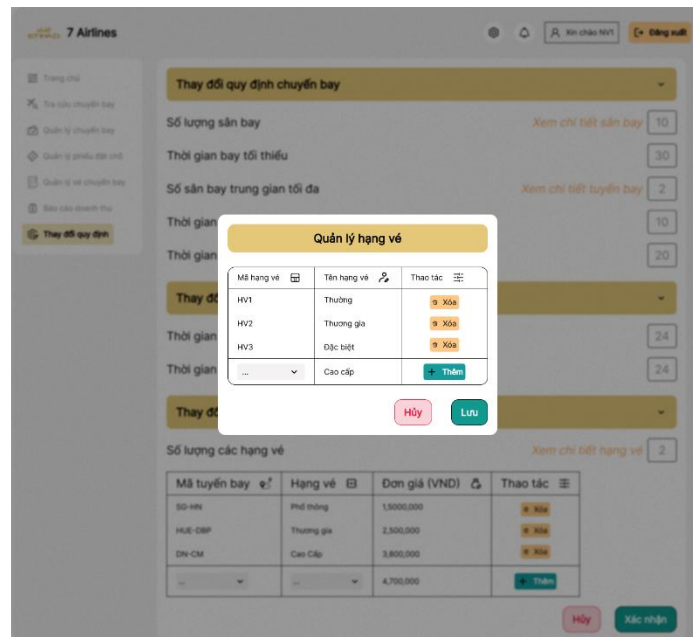 ETIHAD 7 Airlines
Xin chào NV1
Đăng xuất
Trang chủ
Tra cứu chuyến bay
Quản lý chuyến bay
Quản lý phiếu đặt chỗ
Quản lý vé chuyến bay
Báo cáo doanh thu
Thay đổi quy định
Thay đổi quy định chuyến bay
Số lượng sân bay Xem chi tiết sân bay 10
Thời gian bay tối thiểu 30
Số sân bay trung gian tối đa Xem chi tiết tuyến bay 2
Thời gian 10
Thời gian 20
Quản lý hạng vé
Mã hạng vé Tên hạng vé Thao tác
HV1 Thường Xóa
HV2 Thương gia Xóa
HV3 Đặc biệt Xóa
... Cao cấp + Thêm
Hủy Lưu
Thay đổ
Thời gian 24
Thời gian 24
Thay đổ
Số lượng các hạng vé Xem chi tiết hạng vé 2
Mã tuyến bay Hạng vé Đơn giá (VND) Thao tác
SG-HN Phổ thông 1,5000,000 Xóa
HUE-DBP Thương gia 2,500,000 Xóa
DN-CM Cao Cấp 3,800,000 Xóa
... ... 4,700,000 + Thêm
Hủy Xác nhận